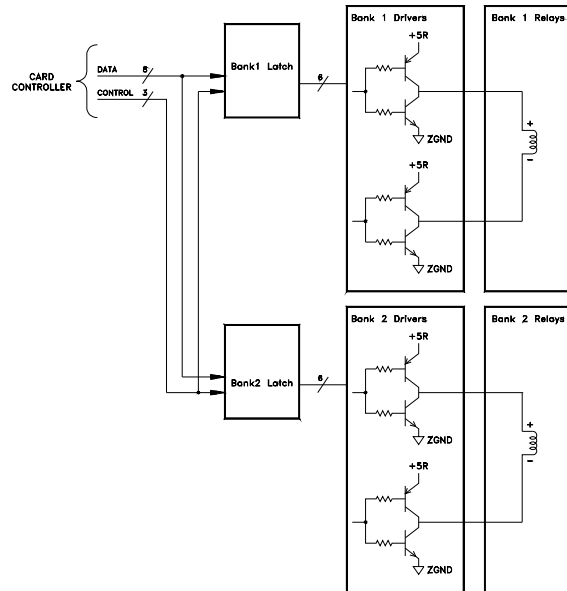 CARD
CONTROLLER
DATA 6
CONTROL 3
Bank1 Latch
6
Bank 1 Drivers
+5R
ZGND
+5R
ZGND
Bank 1 Relays
+
-
Bank2 Latch
6
Bank 2 Drivers
+5R
ZGND
+5R
ZGND
Bank 2 Relays
+
-